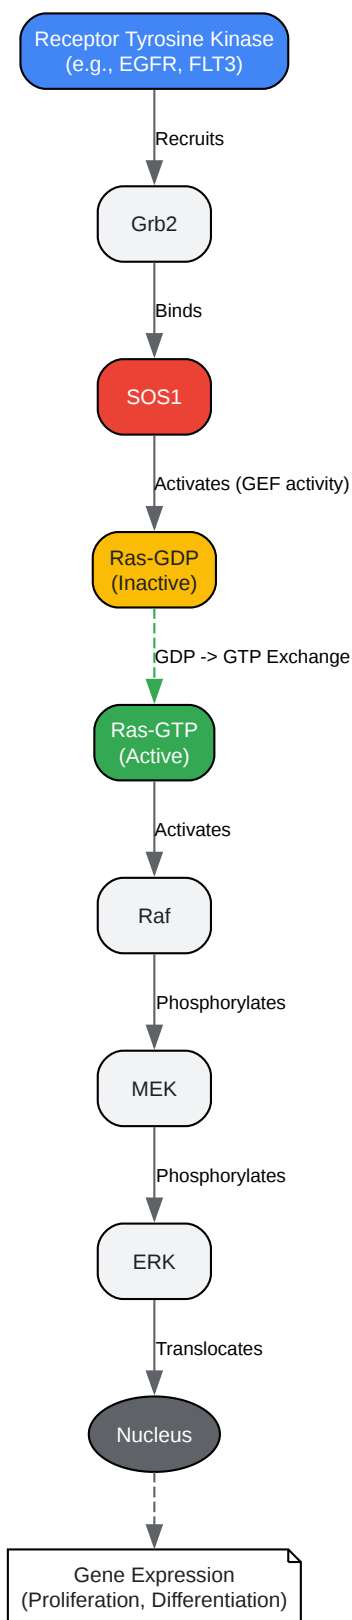 Receptor Tyrosine Kinase
(e.g., EGFR, FLT3)
Recruits
Grb2
Binds
SOS1
Activates (GEF activity)
Ras-GDP
(Inactive)
GDP -> GTP Exchange
Ras-GTP
(Active)
Activates
Raf
Phosphorylates
MEK
Phosphorylates
ERK
Translocates
Nucleus
Gene Expression
(Proliferation, Differentiation)